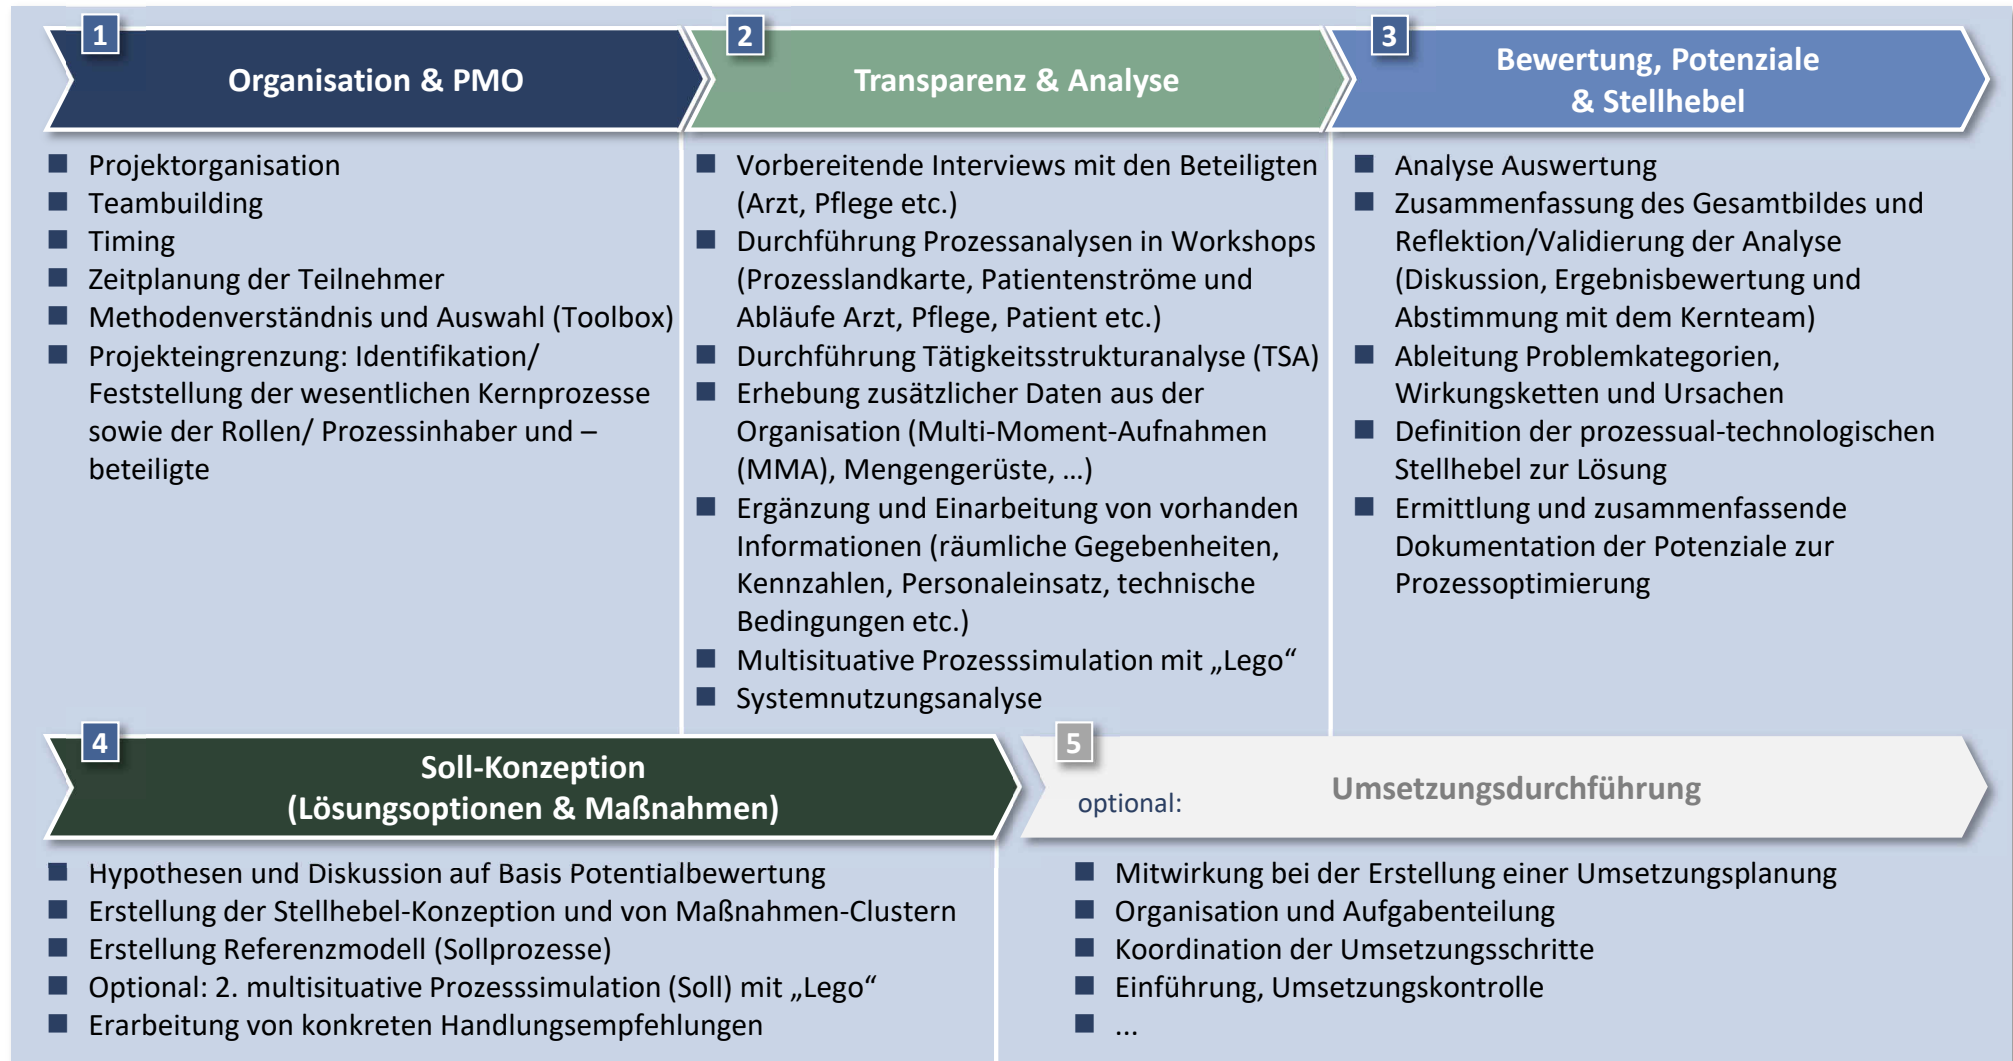 1
Organisation & PMO
■ Projektorganisation
■ Teambuilding
■ Timing
■ Zeitplanung der Teilnehmer
■ Methodenverständnis und Auswahl (Toolbox)
■ Projekteingrenzung: Identifikation/
Feststellung der wesentlichen Kernprozesse
sowie der Rollen/ Prozessinhaber und –
beteiligte
2
Transparenz & Analyse
■ Vorbereitende Interviews mit den Beteiligten
(Arzt, Pflege etc.)
■ Durchführung Prozessanalysen in Workshops
(Prozesslandkarte, Patientenströme und
Abläufe Arzt, Pflege, Patient etc.)
■ Durchführung Tätigkeitsstrukturanalyse (TSA)
■ Erhebung zusätzlicher Daten aus der
Organisation (Multi-Moment-Aufnahmen
(MMA), Mengengerüste, ...)
■ Ergänzung und Einarbeitung von vorhanden
Informationen (räumliche Gegebenheiten,
Kennzahlen, Personaleinsatz, technische
Bedingungen etc.)
■ Multisituative Prozesssimulation mit „Lego“
■ Systemnutzungsanalyse
3
Bewertung, Potenziale
& Stellhebel
■ Analyse Auswertung
■ Zusammenfassung des Gesamtbildes und
Reflektion/Validierung der Analyse
(Diskussion, Ergebnisbewertung und
Abstimmung mit dem Kernteam)
■ Ableitung Problemkategorien,
Wirkungsketten und Ursachen
■ Definition der prozessual-technologischen
Stellhebel zur Lösung
■ Ermittlung und zusammenfassende
Dokumentation der Potenziale zur
Prozessoptimierung
4
Soll-Konzeption
(Lösungsoptionen & Maßnahmen)
■ Hypothesen und Diskussion auf Basis Potentialbewertung
■ Erstellung der Stellhebel-Konzeption und von Maßnahmen-Clustern
■ Erstellung Referenzmodell (Sollprozesse)
■ Optional: 2. multisituative Prozesssimulation (Soll) mit „Lego“
■ Erarbeitung von konkreten Handlungsempfehlungen
5
optional:
Umsetzungsdurchführung
■ Mitwirkung bei der Erstellung einer Umsetzungsplanung
■ Organisation und Aufgabenteilung
■ Koordination der Umsetzungsschritte
■ Einführung, Umsetzungskontrolle
■ ...